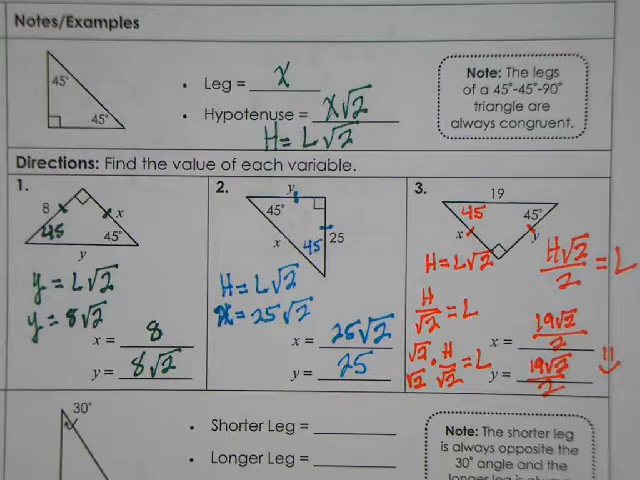 Notes/Examples
45°
45°
• Leg = x
• Hypotenuse = x√2
H = L√2
Note: The legs
of a 45°-45°-90°
triangle are
always congruent.
Directions: Find the value of each variable.
1.
8
x
45
45°
y
y = L√2
y = 8√2
x = 8
y = 8√2
2.
y
45°
x
45
25
H = L√2
x = 25√2
x = 25√2
y = 25
3.
19
45
45°
x
y
H = L√2
H√2/2 = L
H/√2 = L
√2/√2 · H/√2 = L
x = 19√2/2
y = 19√2/2
30°
• Shorter Leg =
• Longer Leg =
Note: The shorter leg
is always opposite the
30° angle and the
longer leg is always